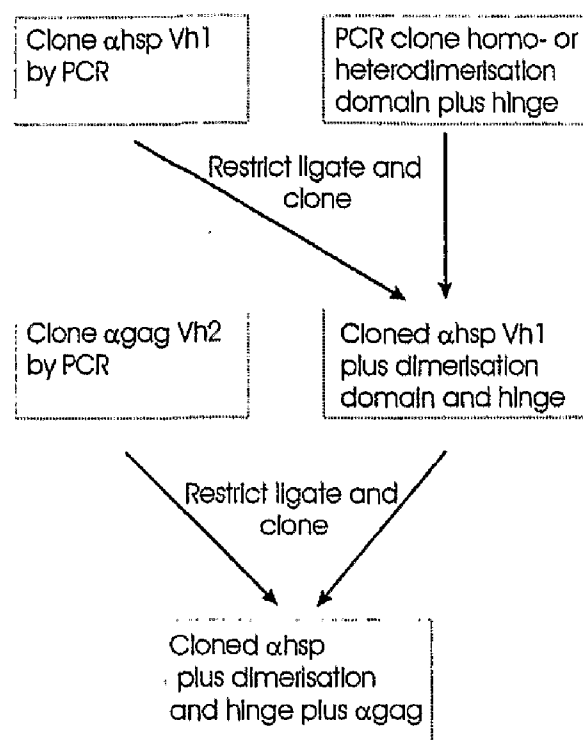 Clone αhsp Vh1
by PCR
PCR clone homo- or
heterodimerisation
domain plus hinge
Restrict ligate and
clone
Clone αgag Vh2
by PCR
Cloned αhsp Vh1
plus dimerisation
domain and hinge
Restrict ligate and
clone
Cloned αhsp
plus dimerisation
and hinge plus αgag